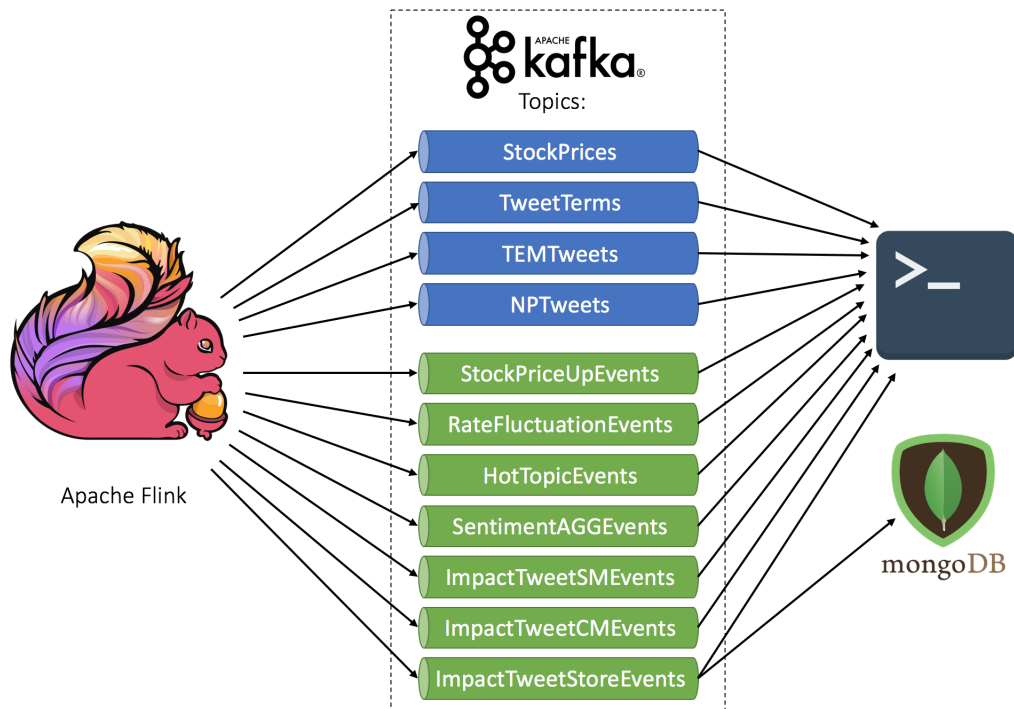 APACHE
kafka®
Topics:
StockPrices
TweetTerms
TEMTweets
NPTweets
>_
StockPriceUpEvents
RateFluctuationEvents
HotTopicEvents
Apache Flink
SentimentAGGEvents
mongoDB
ImpactTweetSMEvents
ImpactTweetCMEvents
ImpactTweetStoreEvents